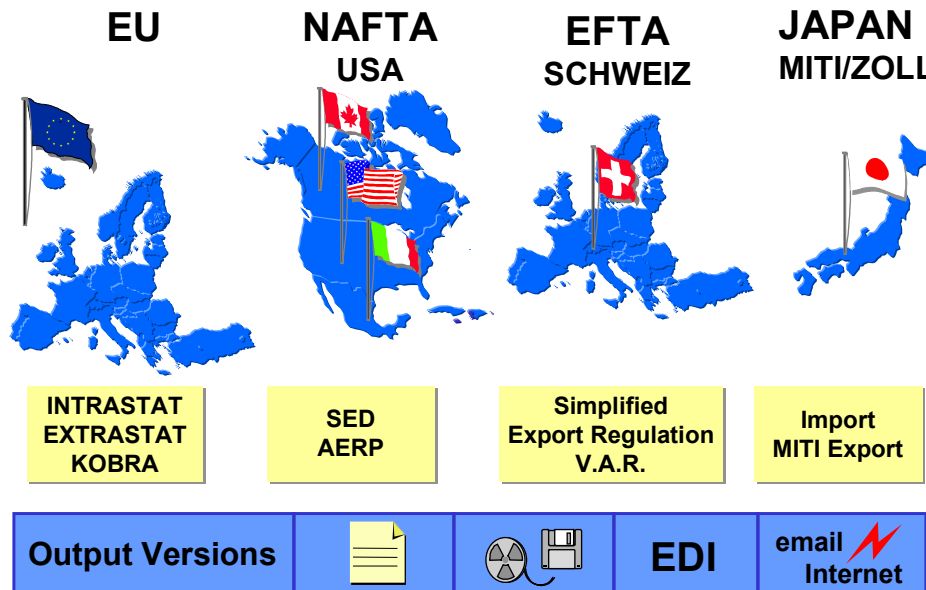 EU
NAFTA
USA
EFTA
SCHWEIZ
JAPAN
MITI/ZOLL
INTRASTAT
EXTRASTAT
KOBRA
SED
AERP
Simplified
Export Regulation
V.A.R.
Import
MITI Export
Output Versions
EDI
email
Internet